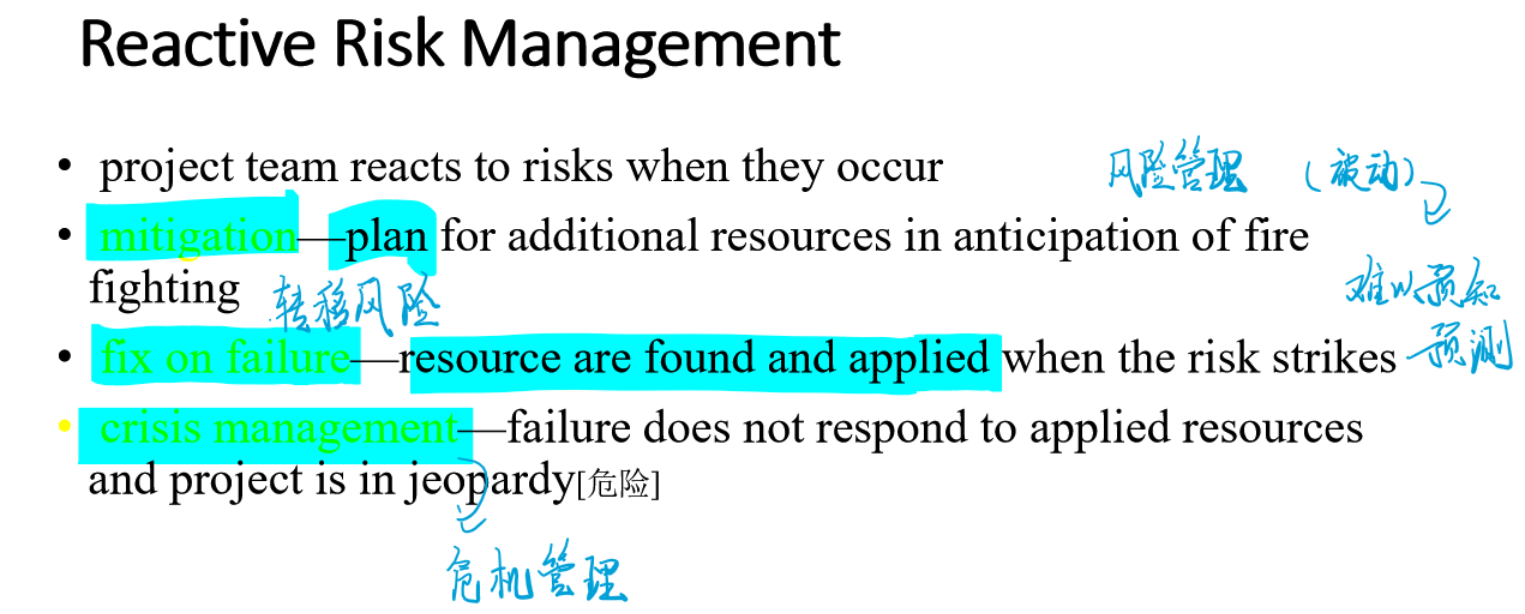 Reactive Risk Management
• project team reacts to risks when they occur
风险管理 (被动)
• mitigation—plan for additional resources in anticipation of fire
fighting
转移风险
难以预知
预测
• fix on failure—resource are found and applied when the risk strikes
• crisis management—failure does not respond to applied resources
and project is in jeopardy[危险]
危机管理